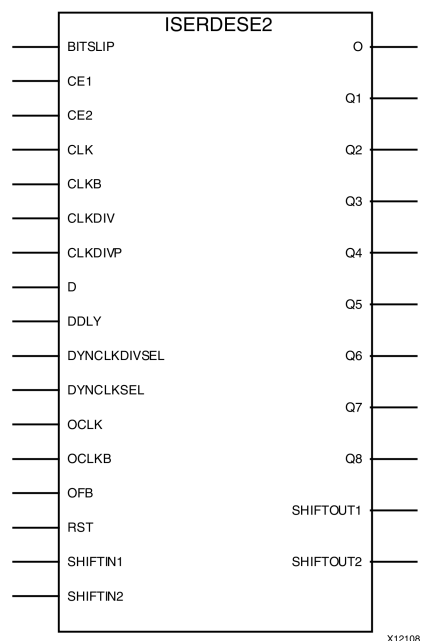 ISERDESE2
BITSLIP
CE1
CE2
CLK
CLKB
CLKDIV
CLKDIVP
D
DDLY
DYNCLKDIVSEL
DYNCLKSEL
OCLK
OCLKB
OFB
RST
SHIFTIN1
SHIFTIN2
O
Q1
Q2
Q3
Q4
Q5
Q6
Q7
Q8
SHIFTOUT1
SHIFTOUT2
X12108